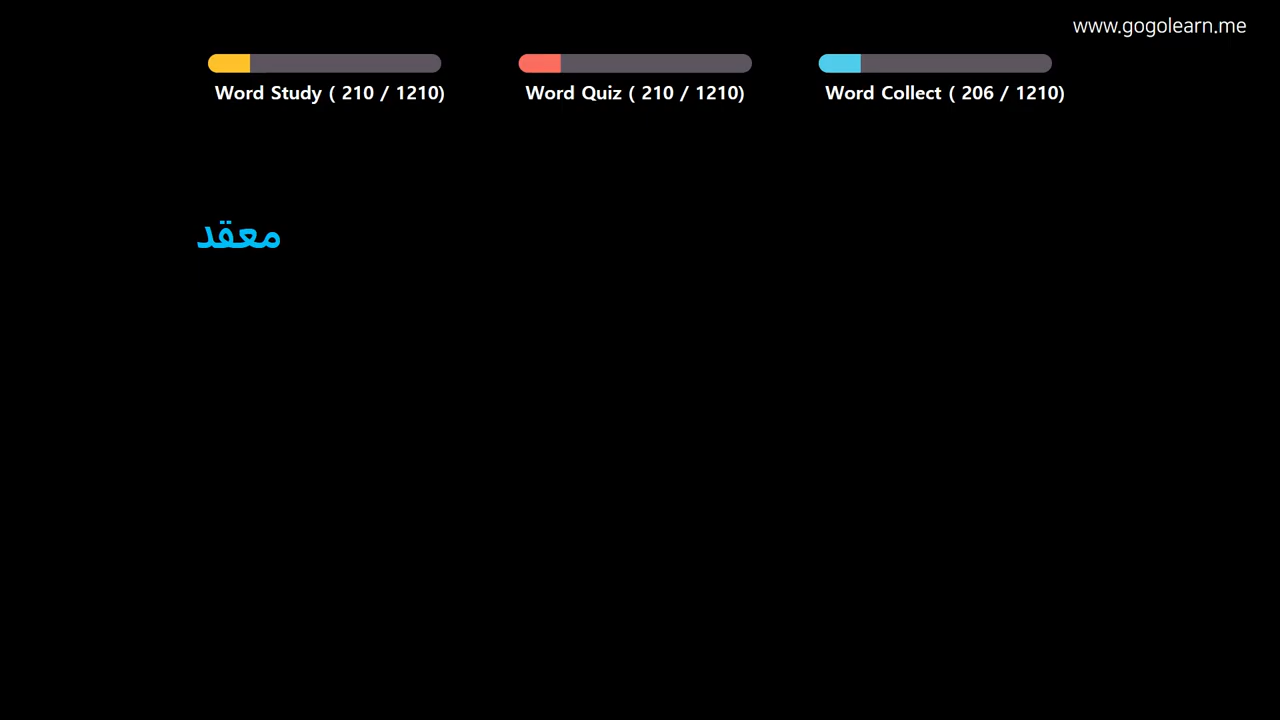 www.gogolearn.me
Word Study ( 210 / 1210)
Word Quiz ( 210 / 1210)
Word Collect ( 206 / 1210)
معقد